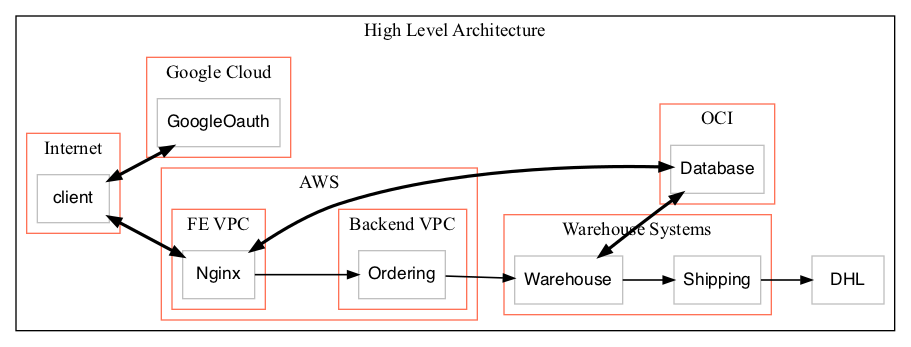 High Level Architecture
Google Cloud
GoogleOauth
Internet
client
OCI
Database
AWS
FE VPC
Nginx
Backend VPC
Ordering
Warehouse Systems
Warehouse
Shipping
DHL